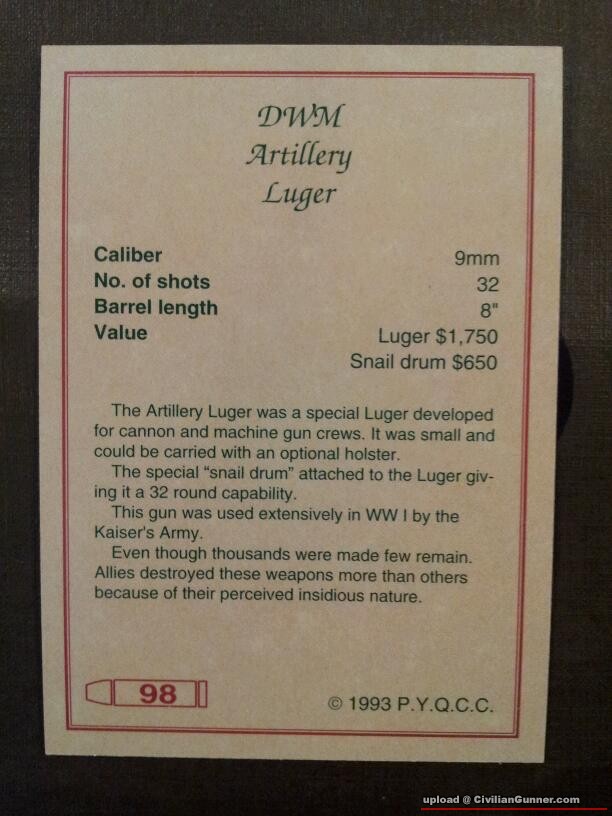 DWM
Artillery
Luger
Caliber 9mm
No. of shots 32
Barrel length 8"
Value Luger $1,750
Snail drum $650
The Artillery Luger was a special Luger developed
for cannon and machine gun crews. It was small and
could be carried with an optional holster.
The special “snail drum” attached to the Luger giv-
ing it a 32 round capability.
This gun was used extensively in WW I by the
Kaiser's Army.
Even though thousands were made few remain.
Allies destroyed these weapons more than others
because of their perceived insidious nature.
98
© 1993 P.Y.Q.C.C.
upload @ CivilianGunner.com